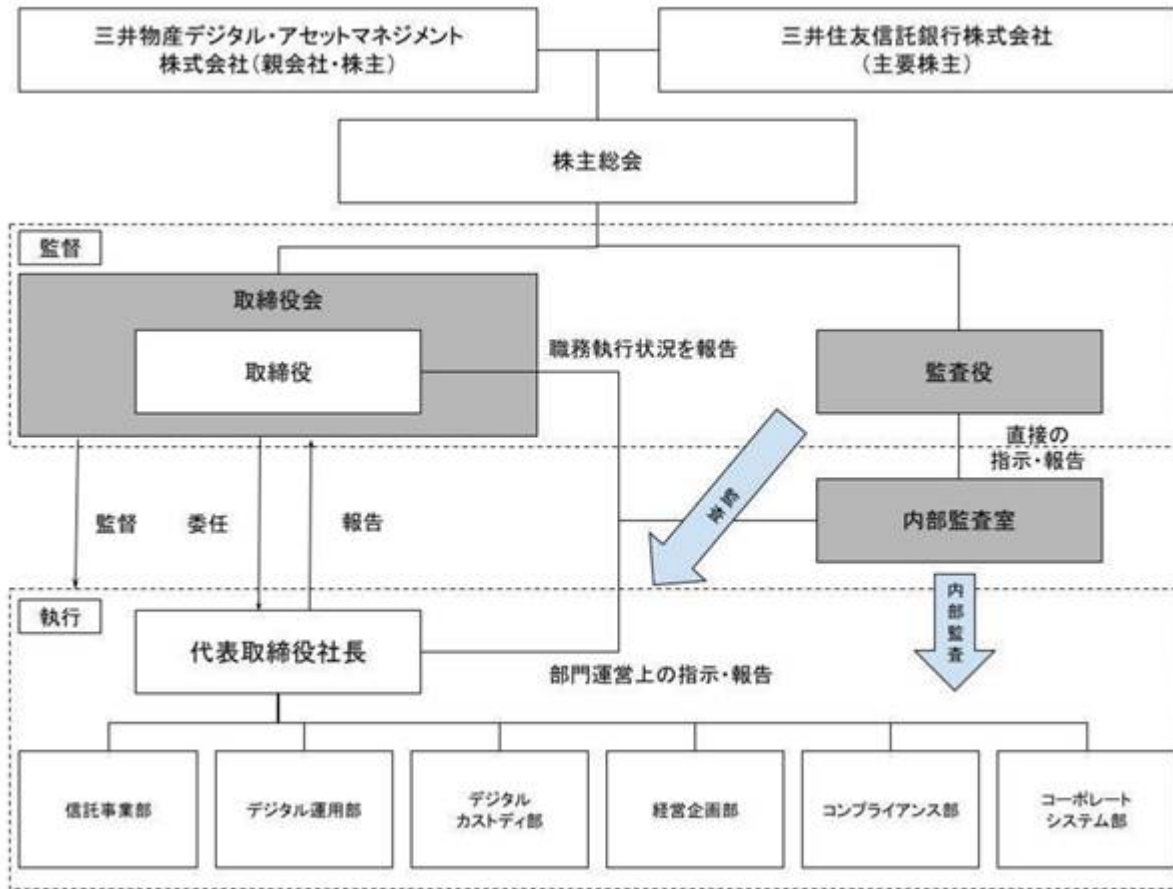 三井物産デジタル・アセットマネジメント
株式会社(親会社・株主)
三井住友信託銀行株式会社
(主要株主)
株主総会
監督
取締役会
取締役
職務執行状況を報告
監査役
直接の
指示・報告
監査
内部監査室
監督
委任
報告
内部監査
執行
代表取締役社長
部門運営上の指示・報告
信託事業部
デジタル運用部
デジタル
カストディ部
経営企画部
コンプライアンス部
コーポレート
システム部